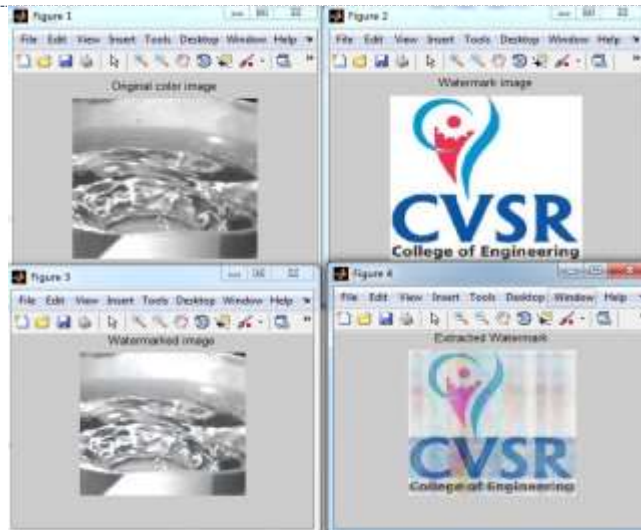 Figure 1
File Edit View Insert Tools Desktop Window Help
Original color image
Figure 2
File Edit View Insert Tools Desktop Window Help
Watermark image
CVSR
College of Engineering
Figure 3
File Edit View Insert Tools Desktop Window Help
Watermarked image
Figure 4
File Edit View Insert Tools Desktop Window Help
Extracted Watermark
CVSR
College of Engineering